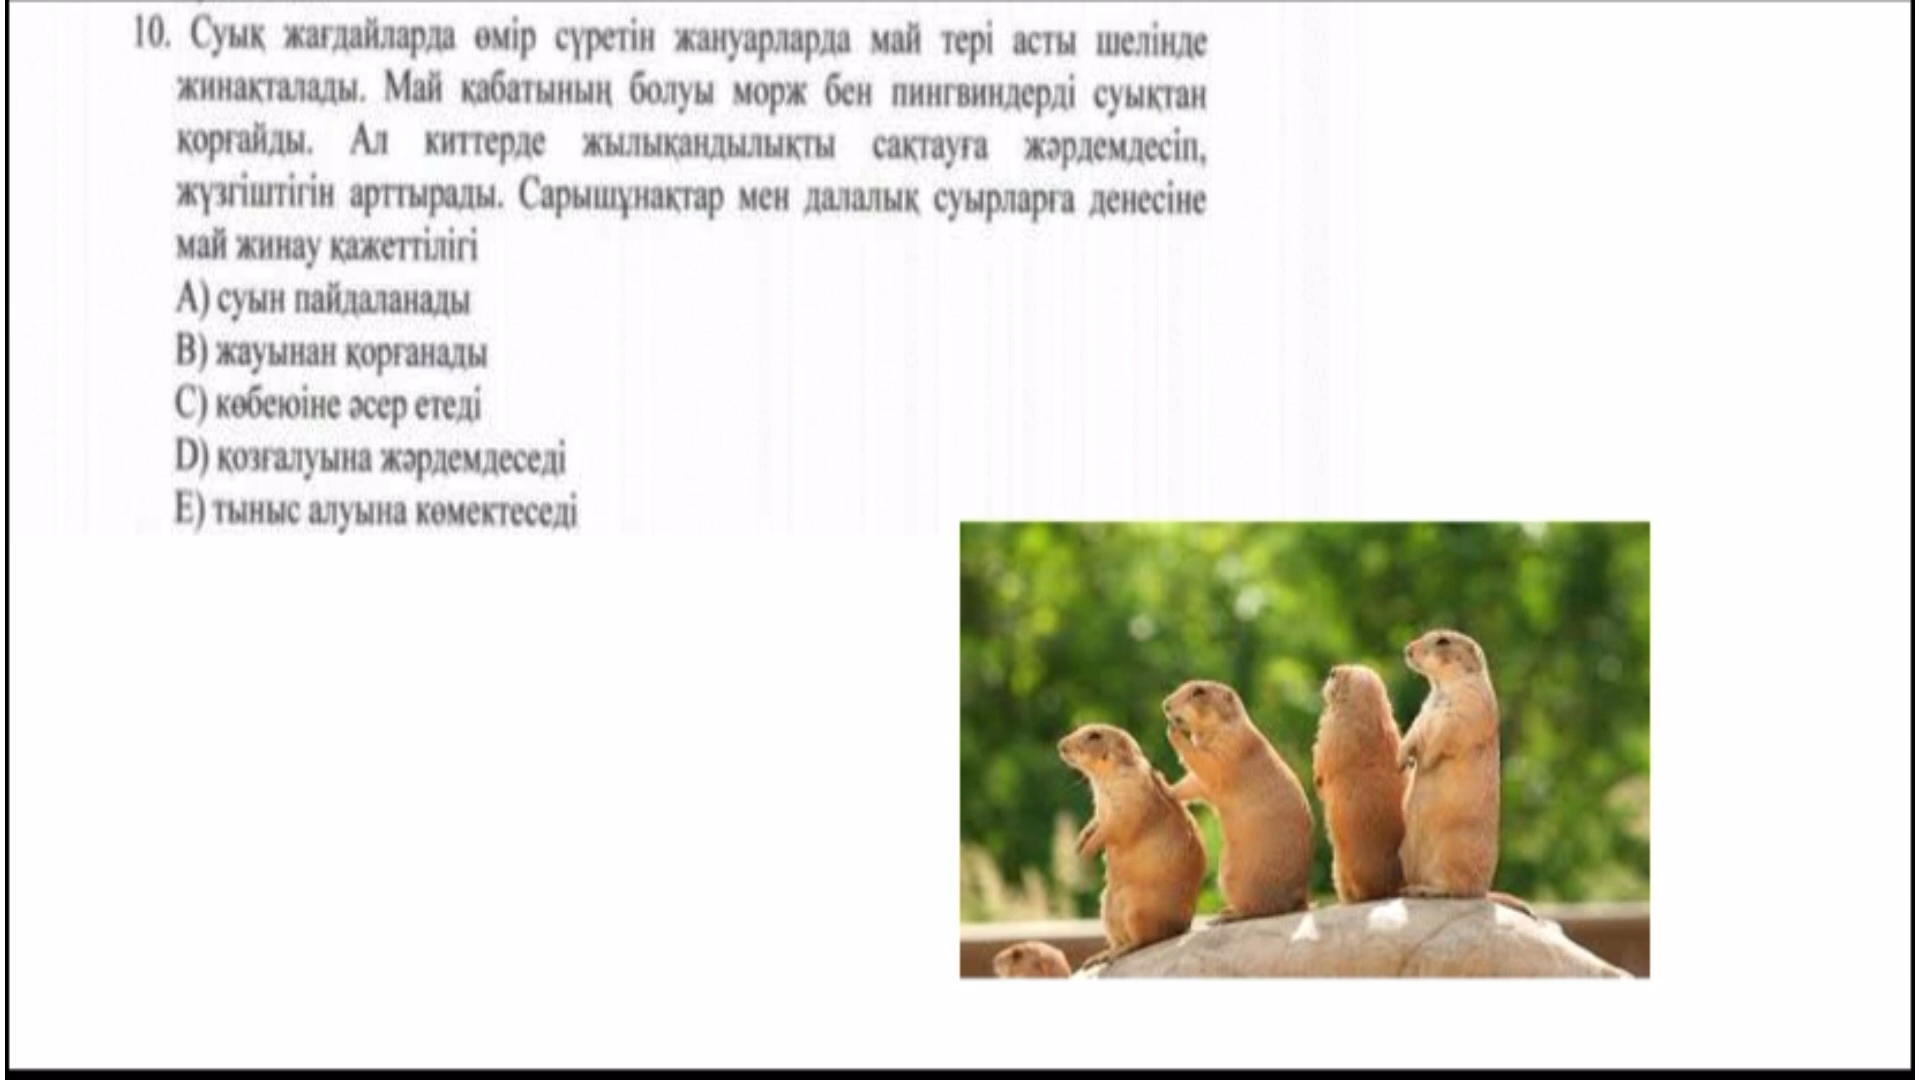 10. Суық жағдайларда өмір сүретін жануарларда май тері асты шелінде
жинақталады. Май қабатының болуы морж бен пингвиндерді суықтан
қорғайды. Ал киттерде жылықандылықты сақтауға жәрдемдесіп,
жүзгіштігін арттырады. Сарышұнақтар мен далалық суырларға денесіне
май жинау қажеттілігі
A) суын пайдаланады
B) жауынан қорғанады
C) көбеюіне әсер етеді
D) қозғалуына жәрдемдеседі
E) тыныс алуына көмектеседі